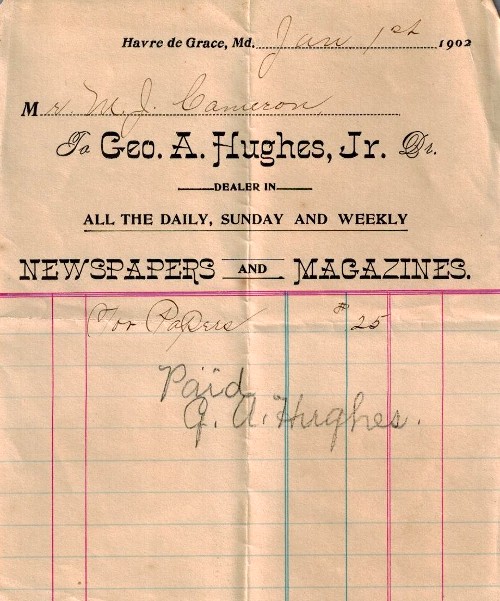 Havre de Grace, Md. Jan 1st 1902
Mr. M. J. Cameron
To Geo. A. Hughes, Jr. Dr.
DEALER IN
ALL THE DAILY, SUNDAY AND WEEKLY
NEWSPAPERS AND MAGAZINES.
For Papers 25
Paid
G. A. Hughes.